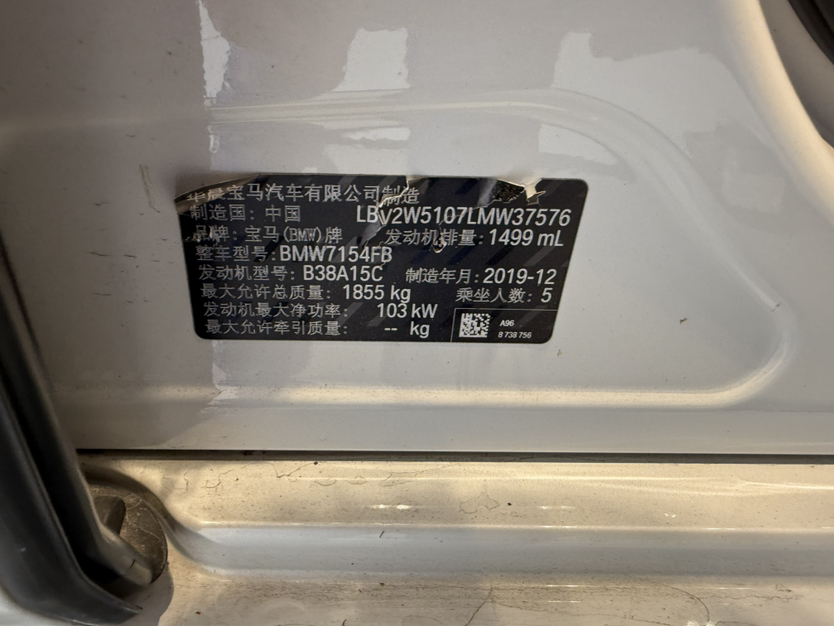 华晨宝马汽车有限公司制造
制造国：中国 LBV2W5107LMW37576
品牌：宝马(BMW)牌 发动机排量：1499 mL
整车型号：BMW7154FB
发动机型号：B38A15C 制造年月：2019-12
最大允许总质量：1855 kg 乘坐人数：5
发动机最大净功率：103 kW
最大允许牵引质量：-- kg
A96
8 738 756